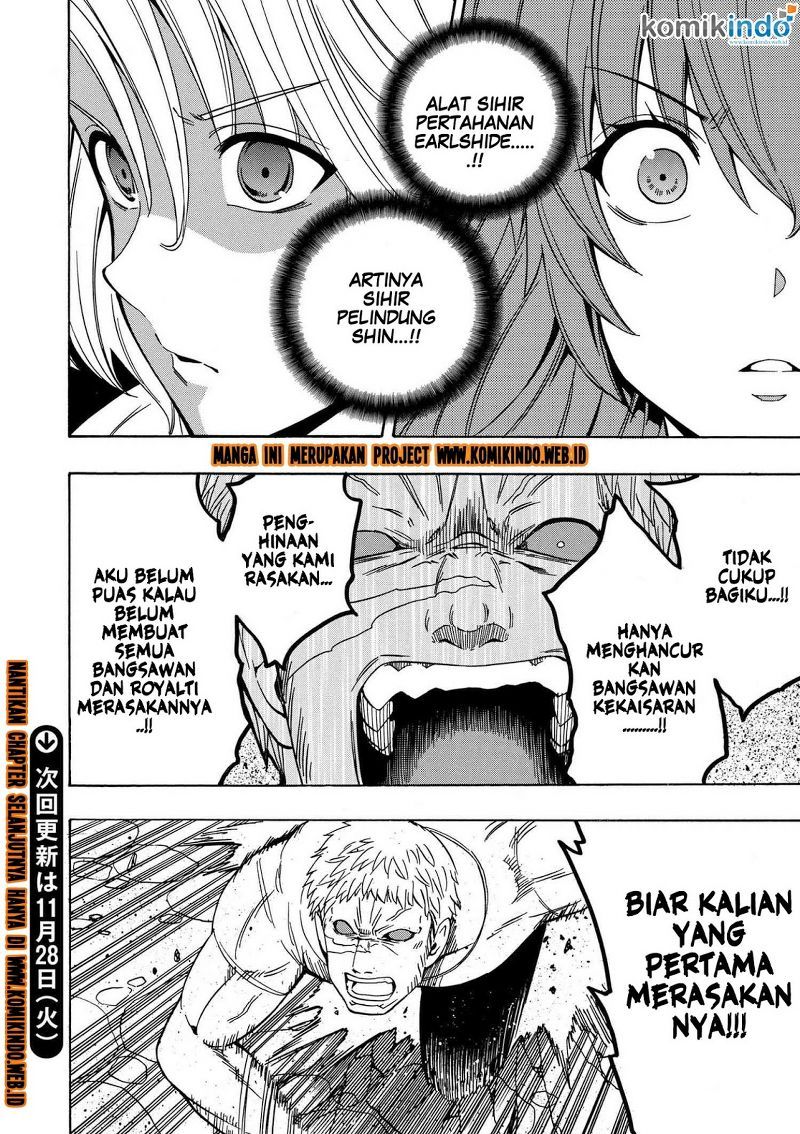 komikindo
ALAT SIHIR
PERTAHANAN
EARLSHIDE.....
.!!
ARTINYA
SIHIR
PELINDUNG
SHIN...!!
MANGA INI MERUPAKAN PROJECT WWW.KOMIKINDO.WEB.ID
TIDAK
CUKUP
BAGIKU...!!
HANYA
MENGHANCUR
KAN
BANGSAWAN
KEKAISARAN
.........!!
PENG-
HINAAN
YANG KAMI
RASAKAN...
AKU BELUM
PUAS KALAU
BELUM
MEMBUAT
SEMUA
BANGSAWAN
DAN ROYALTI
MERASAKANNYA
..!!
BIAR KALIAN
YANG
PERTAMA
MERASAKAN
NYA!!!
次回更新は11月28日(火)
NANTIKAN CHAPTER SELANJUTNYA HANYA DI WWW.KOMIKINDO.WEB.ID